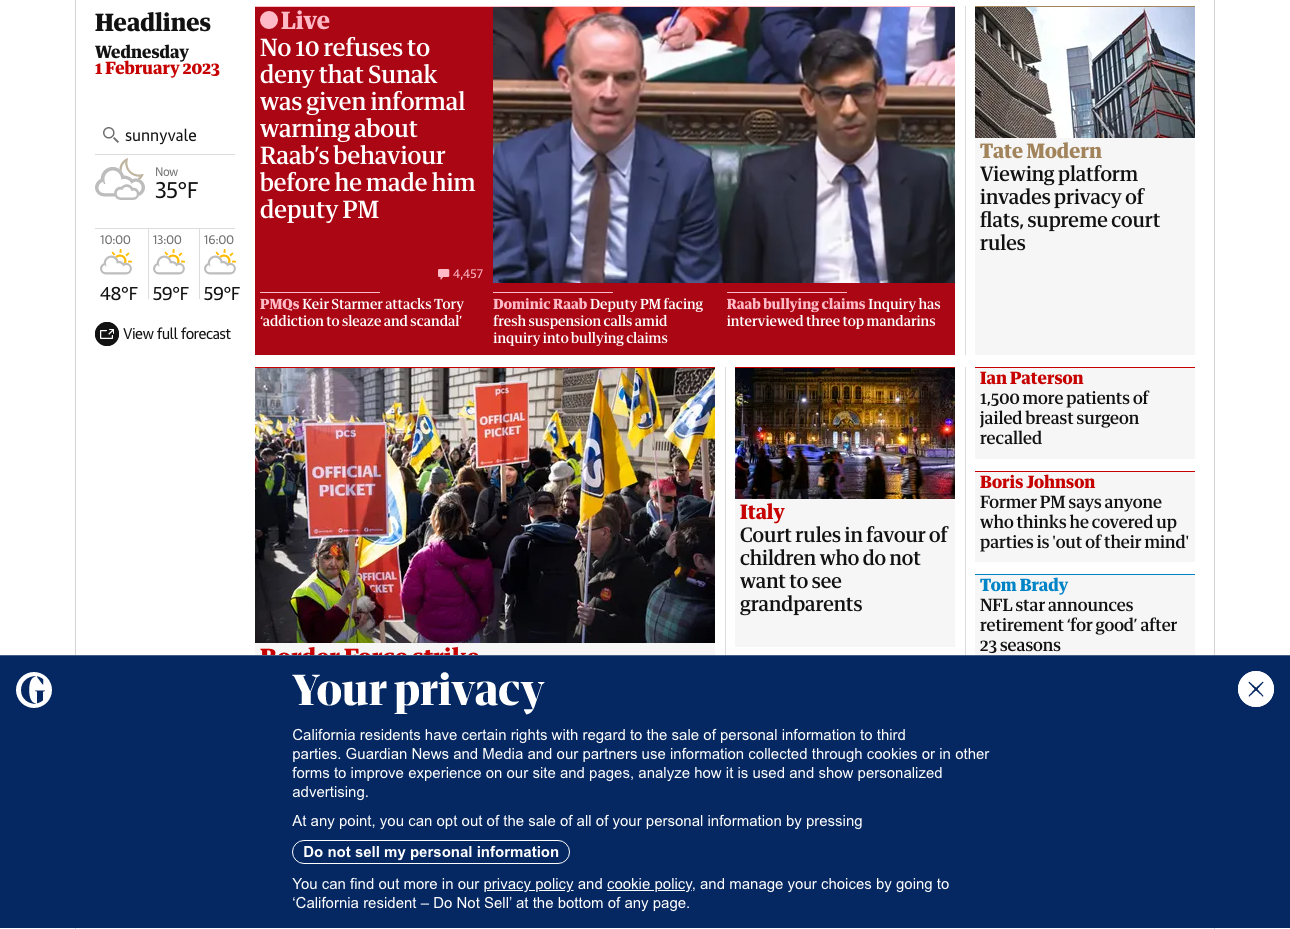 Headlines
Wednesday
1 February 2023
sunnyvale
Now
35°F
10:00
48°F
13:00
59°F
16:00
59°F
View full forecast
Live
No 10 refuses to
deny that Sunak
was given informal
warning about
Raab’s behaviour
before he made him
deputy PM
4,457
PMQs Keir Starmer attacks Tory
‘addiction to sleaze and scandal’
Dominic Raab Deputy PM facing
fresh suspension calls amid
inquiry into bullying claims
Raab bullying claims Inquiry has
interviewed three top mandarins
Tate Modern
Viewing platform
invades privacy of
flats, supreme court
rules
pcs
OFFICIAL
PICKET
pcs
OFFICIAL
PICKET
Border Force strike
Italy
Court rules in favour of
children who do not
want to see
grandparents
Ian Paterson
1,500 more patients of
jailed breast surgeon
recalled
Boris Johnson
Former PM says anyone
who thinks he covered up
parties is 'out of their mind'
Tom Brady
NFL star announces
retirement ‘for good’ after
23 seasons
Your privacy
California residents have certain rights with regard to the sale of personal information to third
parties. Guardian News and Media and our partners use information collected through cookies or in other
forms to improve experience on our site and pages, analyze how it is used and show personalized
advertising.
At any point, you can opt out of the sale of all of your personal information by pressing
Do not sell my personal information
You can find out more in our privacy policy and cookie policy, and manage your choices by going to
‘California resident – Do Not Sell’ at the bottom of any page.